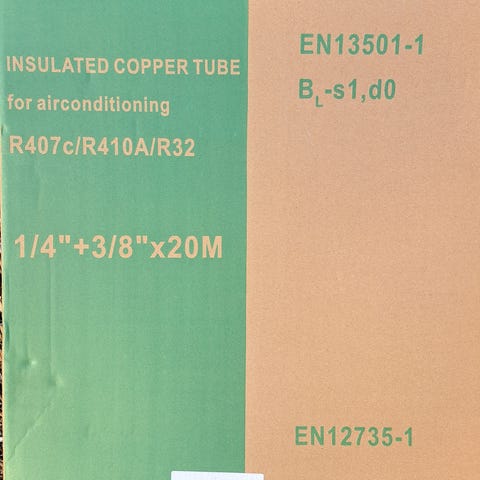 INSULATED COPPER TUBE
for airconditioning
R407c/R410A/R32
1/4"+3/8"x20M
EN13501-1
BL-s1,d0
EN12735-1